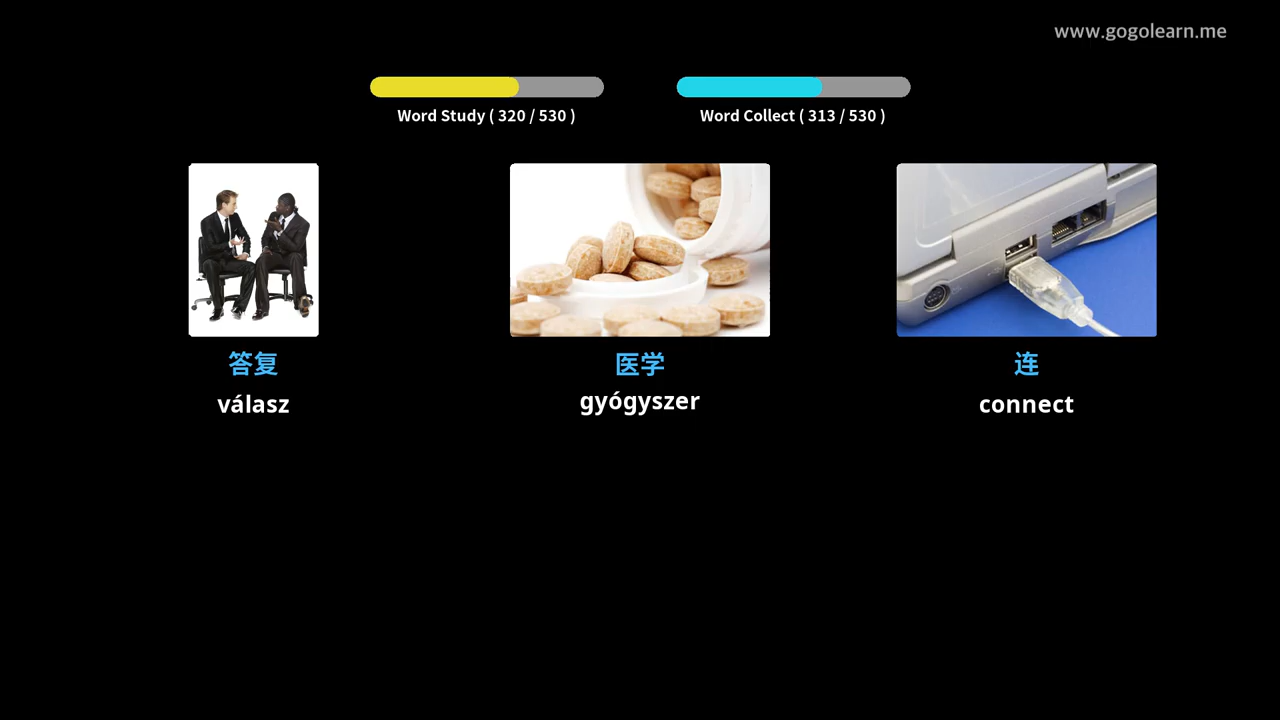 www.gogolearn.me
Word Study ( 320 / 530 )
Word Collect ( 313 / 530 )
答复
医学
连
válasz
gyógyszer
connect